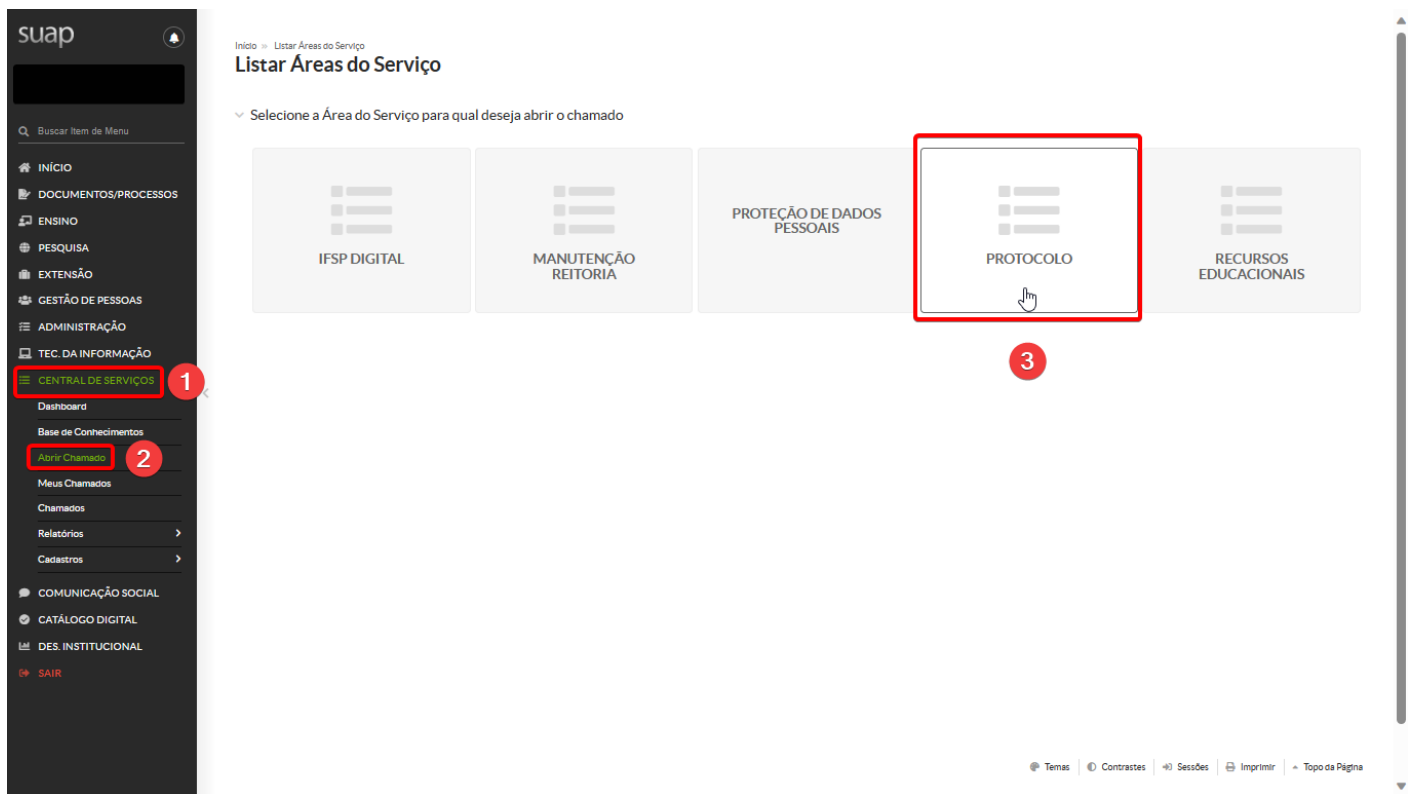 suap
Buscar Item de Menu
INÍCIO
DOCUMENTOS/PROCESSOS
ENSINO
PESQUISA
EXTENSÃO
GESTÃO DE PESSOAS
ADMINISTRAÇÃO
TEC. DA INFORMAÇÃO
CENTRAL DE SERVIÇOS
1
Dashboard
Base de Conhecimentos
Abrir Chamado
2
Meus Chamados
Chamados
Relatórios
Cadastros
COMUNICAÇÃO SOCIAL
CATÁLOGO DIGITAL
DES. INSTITUCIONAL
SAIR
Início » Listar Áreas do Serviço
Listar Áreas do Serviço
Selecione a Área do Serviço para qual deseja abrir o chamado
IFSP DIGITAL
MANUTENÇÃO
REITORIA
PROTEÇÃO DE DADOS
PESSOAIS
PROTOCOLO
RECURSOS
EDUCACIONAIS
3
Temas Contrastes Sessões Imprimir Topo da Página